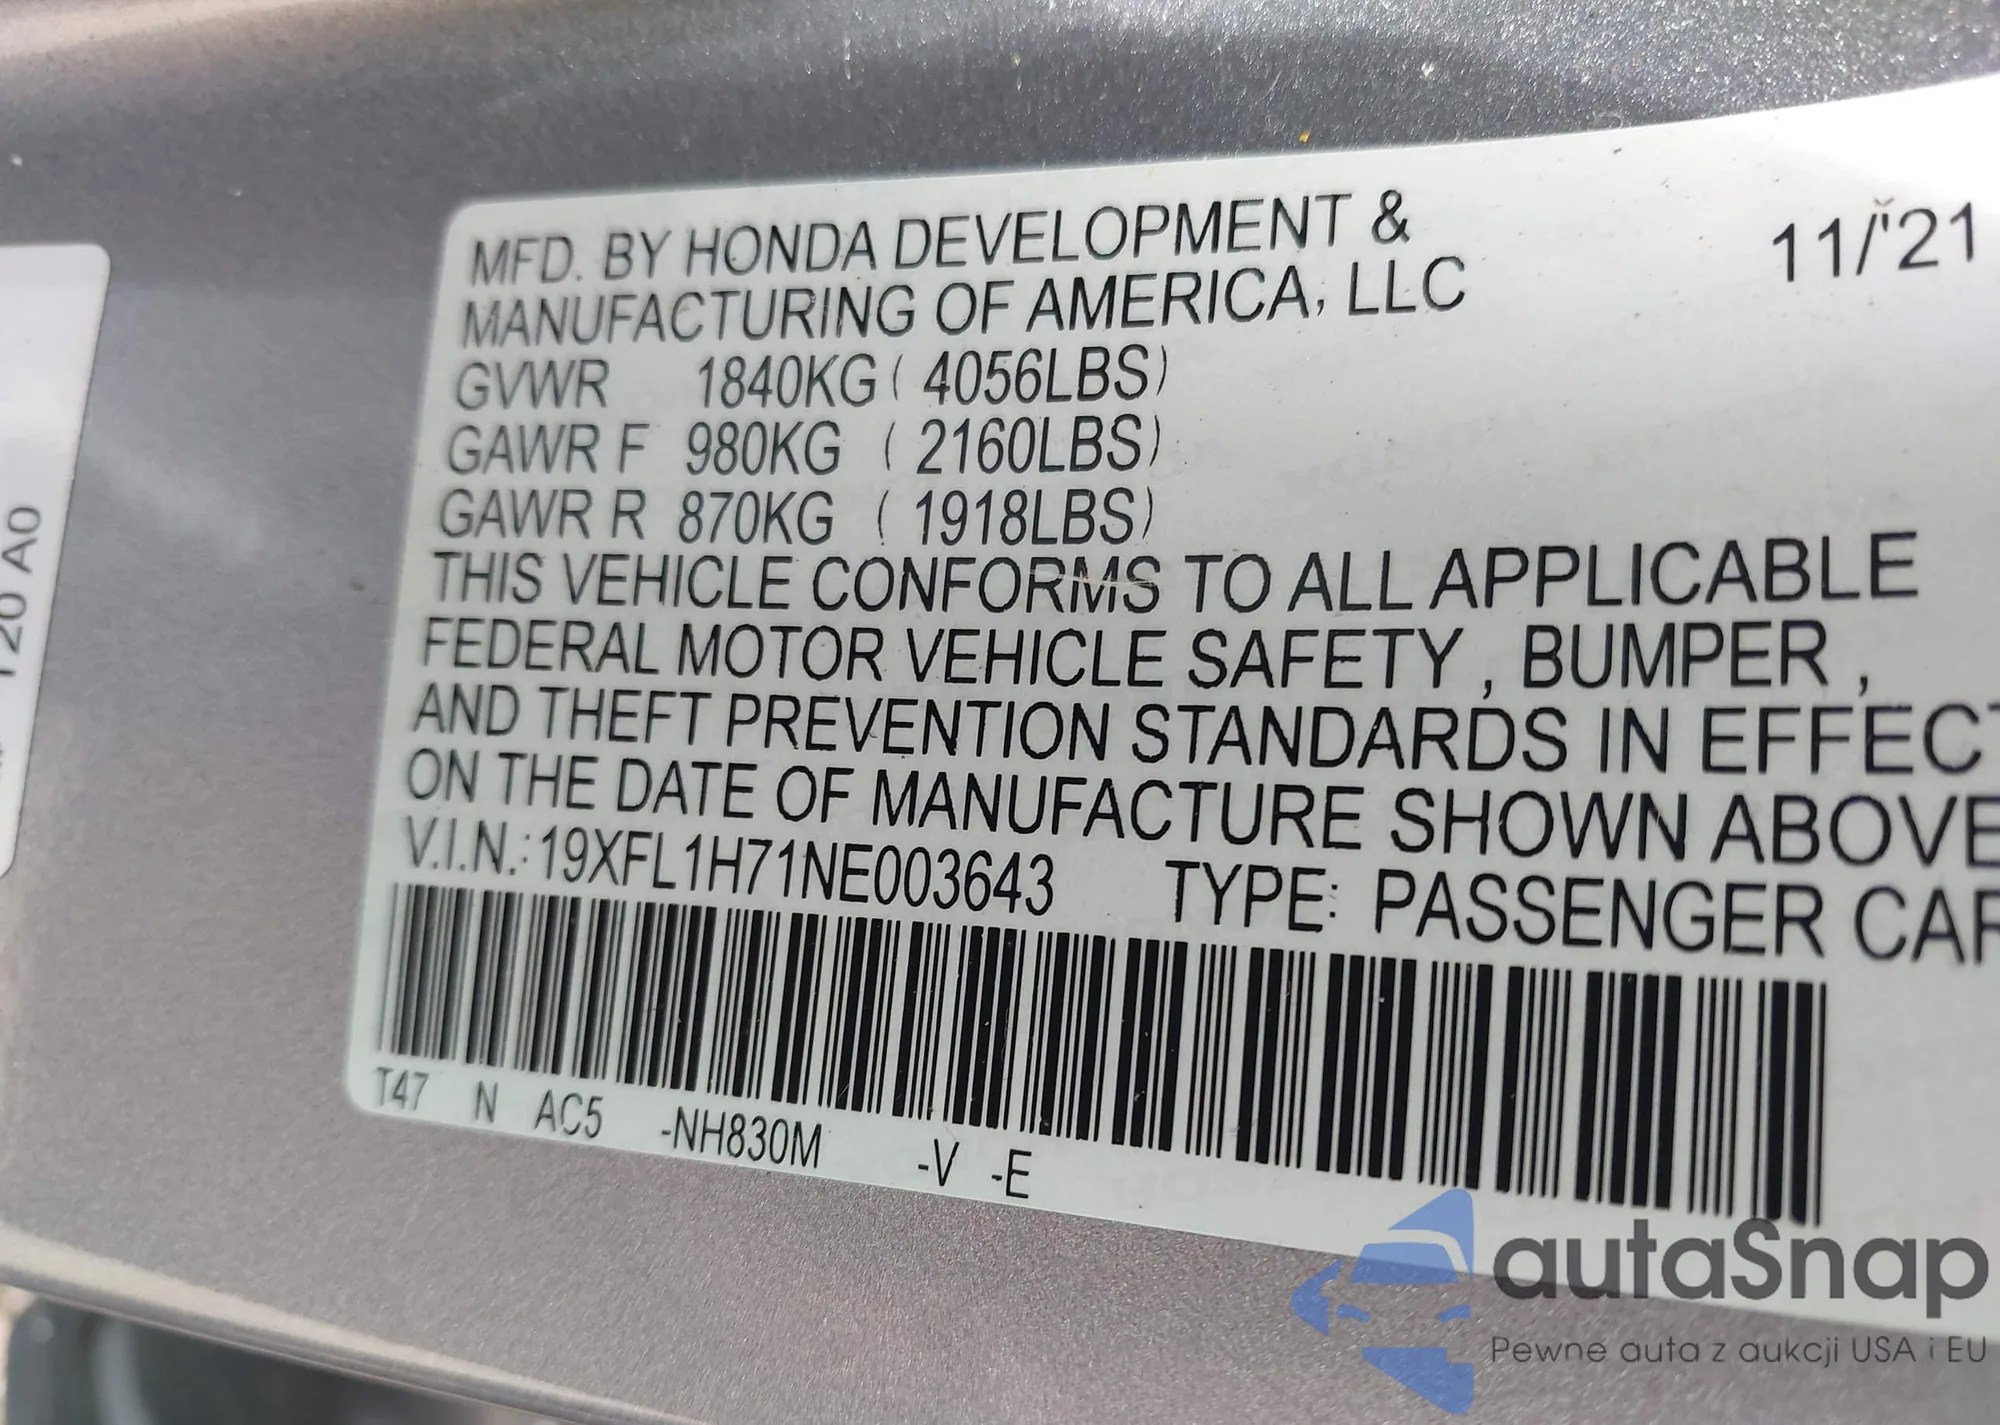 MFD. BY HONDA DEVELOPMENT &
MANUFACTURING OF AMERICA, LLC
11/'21
GVWR 1840KG ( 4056LBS)
GAWR F 980KG ( 2160LBS)
GAWR R 870KG ( 1918LBS)
THIS VEHICLE CONFORMS TO ALL APPLICABLE
FEDERAL MOTOR VEHICLE SAFETY , BUMPER ,
AND THEFT PREVENTION STANDARDS IN EFFECT
ON THE DATE OF MANUFACTURE SHOWN ABOVE
V.I.N.: 19XFL1H71NE003643 TYPE: PASSENGER CAR
T47 N AC5 -NH830M -V -E
120 A0
autaSnap
Pewne auta z aukcji USA i EU